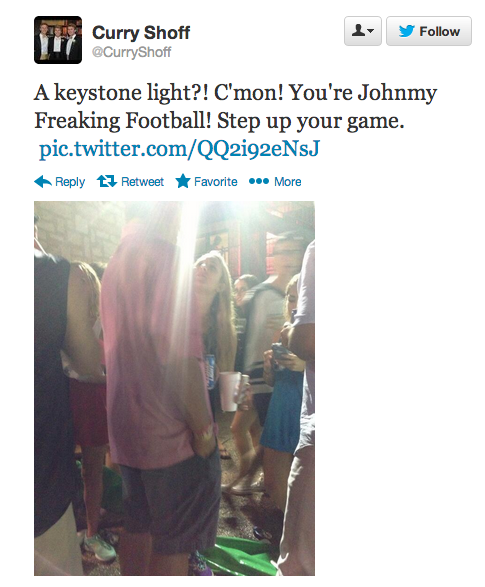 Curry Shoff
@CurryShoff
Follow
A keystone light?! C'mon! You're Johnmy
Freaking Football! Step up your game.
pic.twitter.com/QQ2i92eNsJ
Reply Retweet Favorite More